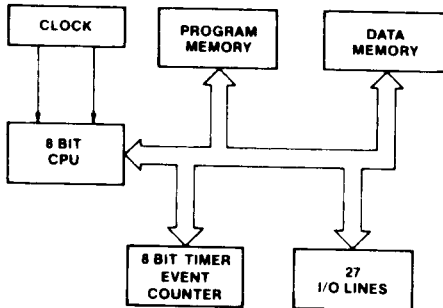 CLOCK
PROGRAM
MEMORY
DATA
MEMORY
8 BIT
CPU
8 BIT TIMER
EVENT
COUNTER
27
I/O LINES